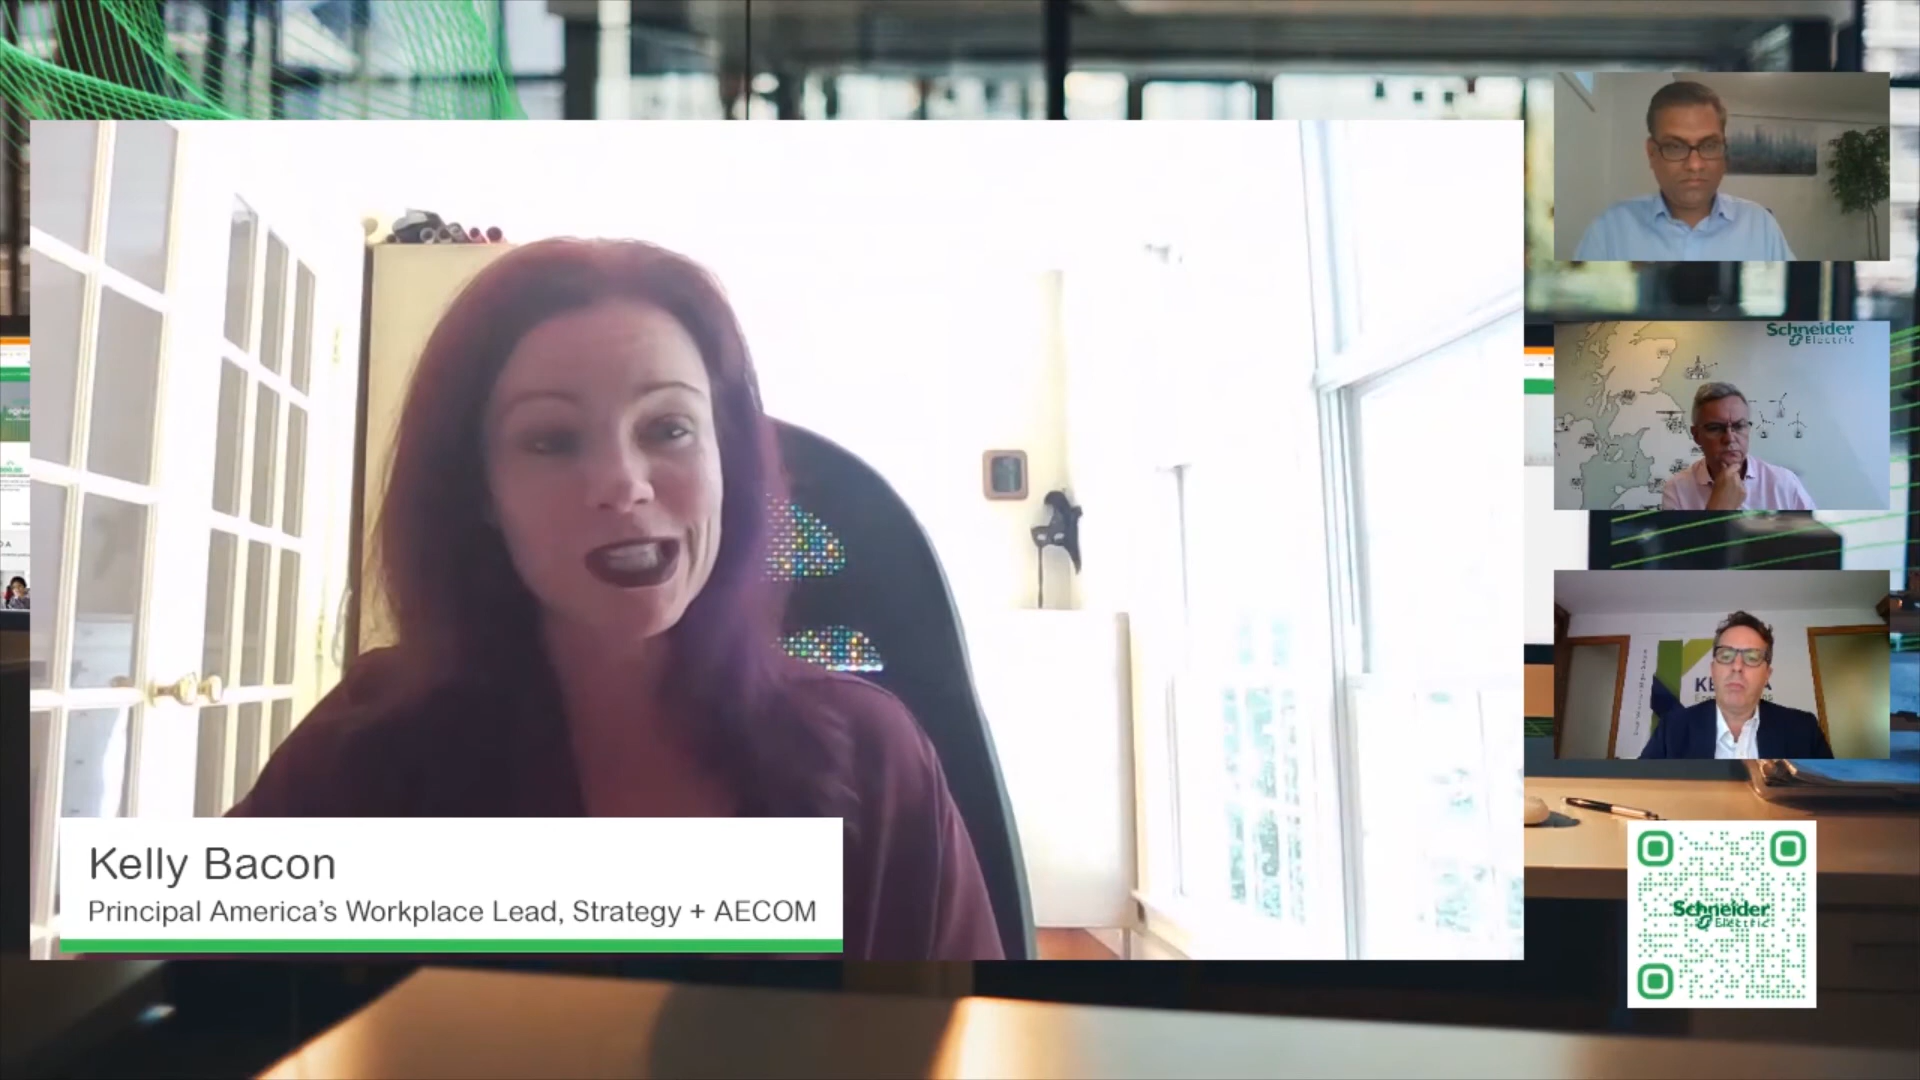 Schneider
Electric
Kelly Bacon
Principal America's Workplace Lead, Strategy + AECOM
Schneider
Electric